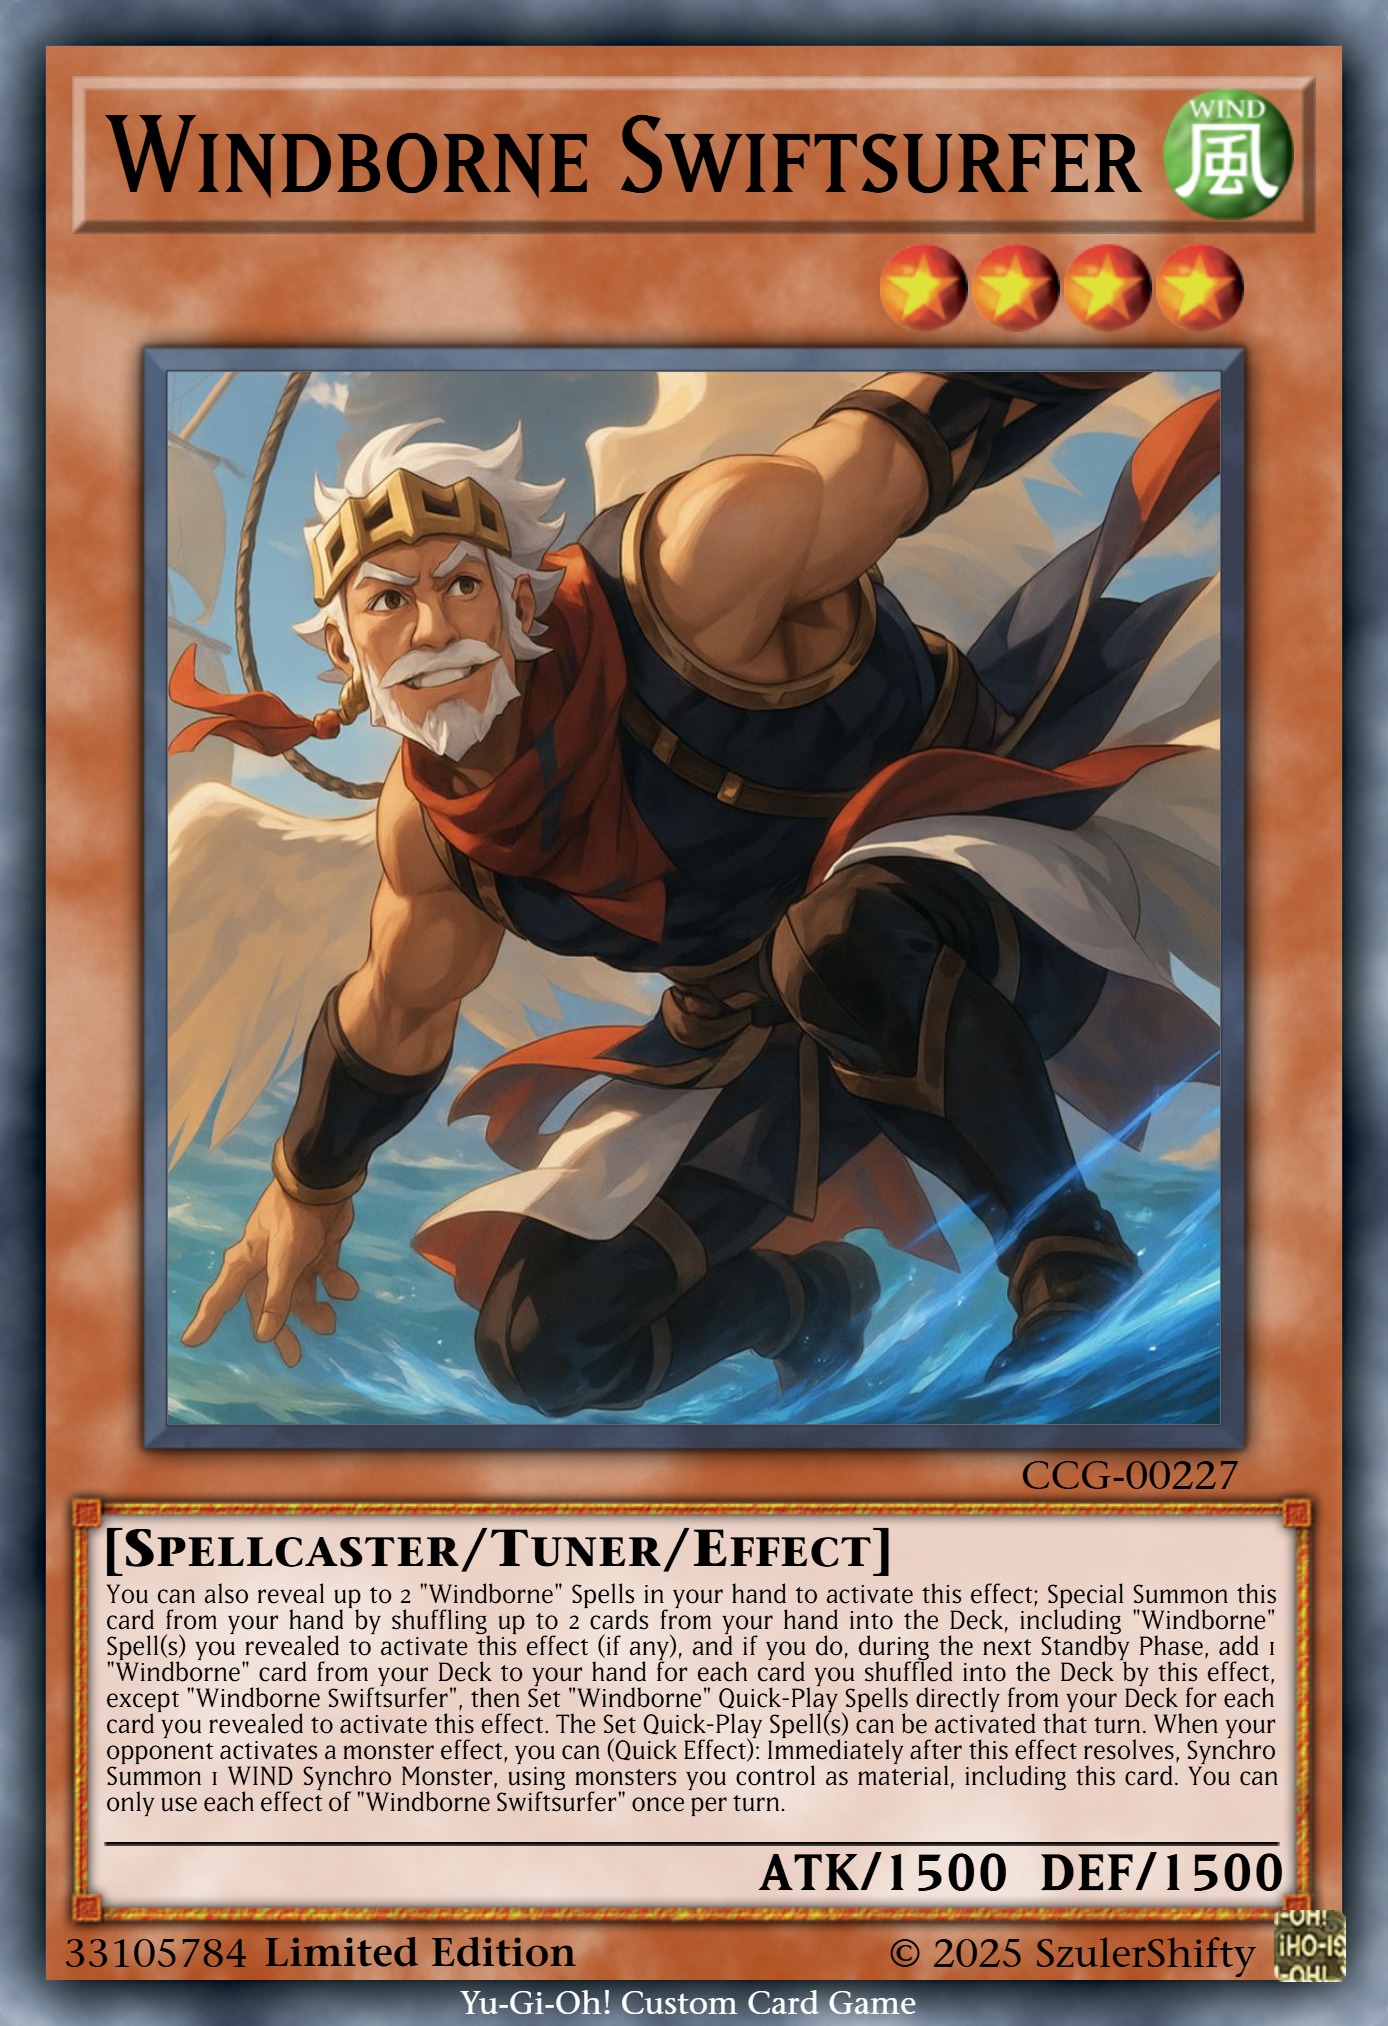 Windborne Swiftsurfer
WIND
風
CCG-00227
[Spellcaster/Tuner/Effect]
You can also reveal up to 2 "Windborne" Spells in your hand to activate this effect; Special Summon this
card from your hand by shuffling up to 2 cards from your hand into the Deck, including "Windborne"
Spell(s) you revealed to activate this effect (if any), and if you do, during the next Standby Phase, add 1
"Windborne" card from your Deck to your hand for each card you shuffled into the Deck by this effect,
except "Windborne Swiftsurfer", then Set "Windborne" Quick-Play Spells directly from your Deck for each
card you revealed to activate this effect. The Set Quick-Play Spell(s) can be activated that turn. When your
opponent activates a monster effect, you can (Quick Effect): Immediately after this effect resolves, Synchro
Summon 1 WIND Synchro Monster, using monsters you control as material, including this card. You can
only use each effect of "Windborne Swiftsurfer" once per turn.
ATK/1500 DEF/1500
33105784 Limited Edition
© 2025 SzulerShifty
Yu-Gi-Oh! Custom Card Game